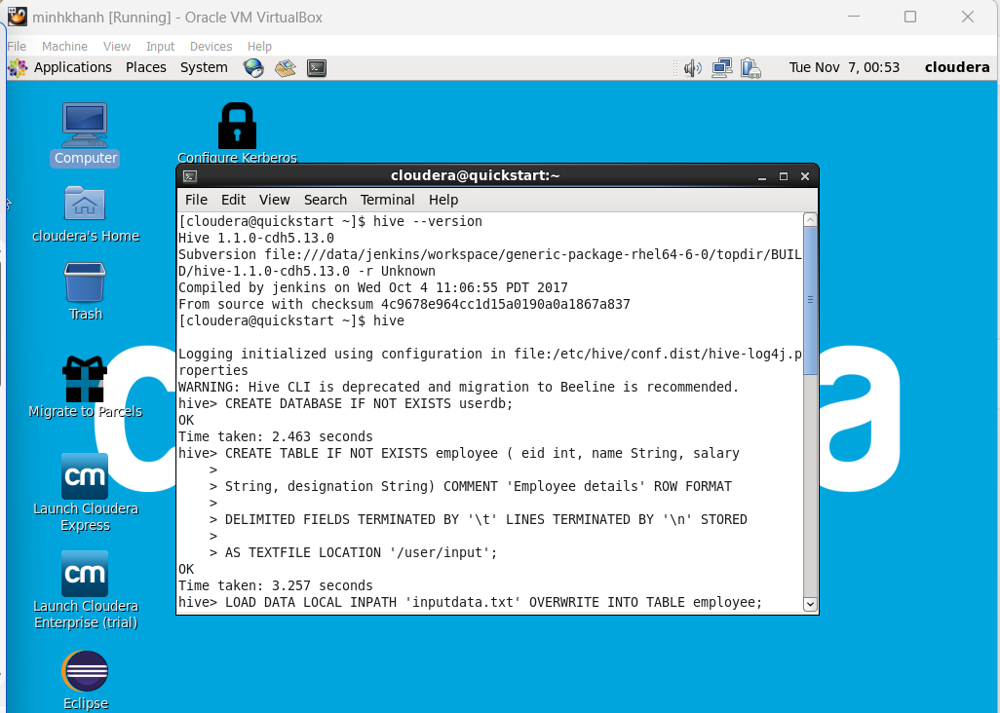 minhkhanh [Running] - Oracle VM VirtualBox
File Machine View Input Devices Help
Applications Places System
Tue Nov 7, 00:53 cloudera
Computer
Configure Kerberos
cloudera's Home
Trash
Migrate to Parcels
cm
Launch Cloudera
Express
cm
Launch Cloudera
Enterprise (trial)
Eclipse
c
a
cloudera@quickstart:~
File Edit View Search Terminal Help
[cloudera@quickstart ~]$ hive --version
Hive 1.1.0-cdh5.13.0
Subversion file:///data/jenkins/workspace/generic-package-rhel64-6-0/topdir/BUIL
D/hive-1.1.0-cdh5.13.0 -r Unknown
Compiled by jenkins on Wed Oct 4 11:06:55 PDT 2017
From source with checksum 4c9678e964cc1d15a0190a0a1867a837
[cloudera@quickstart ~]$ hive
Logging initialized using configuration in file:/etc/hive/conf.dist/hive-log4j.p
roperties
WARNING: Hive CLI is deprecated and migration to Beeline is recommended.
hive> CREATE DATABASE IF NOT EXISTS userdb;
OK
Time taken: 2.463 seconds
hive> CREATE TABLE IF NOT EXISTS employee ( eid int, name String, salary
    >
    > String, designation String) COMMENT 'Employee details' ROW FORMAT
    >
    > DELIMITED FIELDS TERMINATED BY '\t' LINES TERMINATED BY '\n' STORED
    >
    > AS TEXTFILE LOCATION '/user/input';
OK
Time taken: 3.257 seconds
hive> LOAD DATA LOCAL INPATH 'inputdata.txt' OVERWRITE INTO TABLE employee;